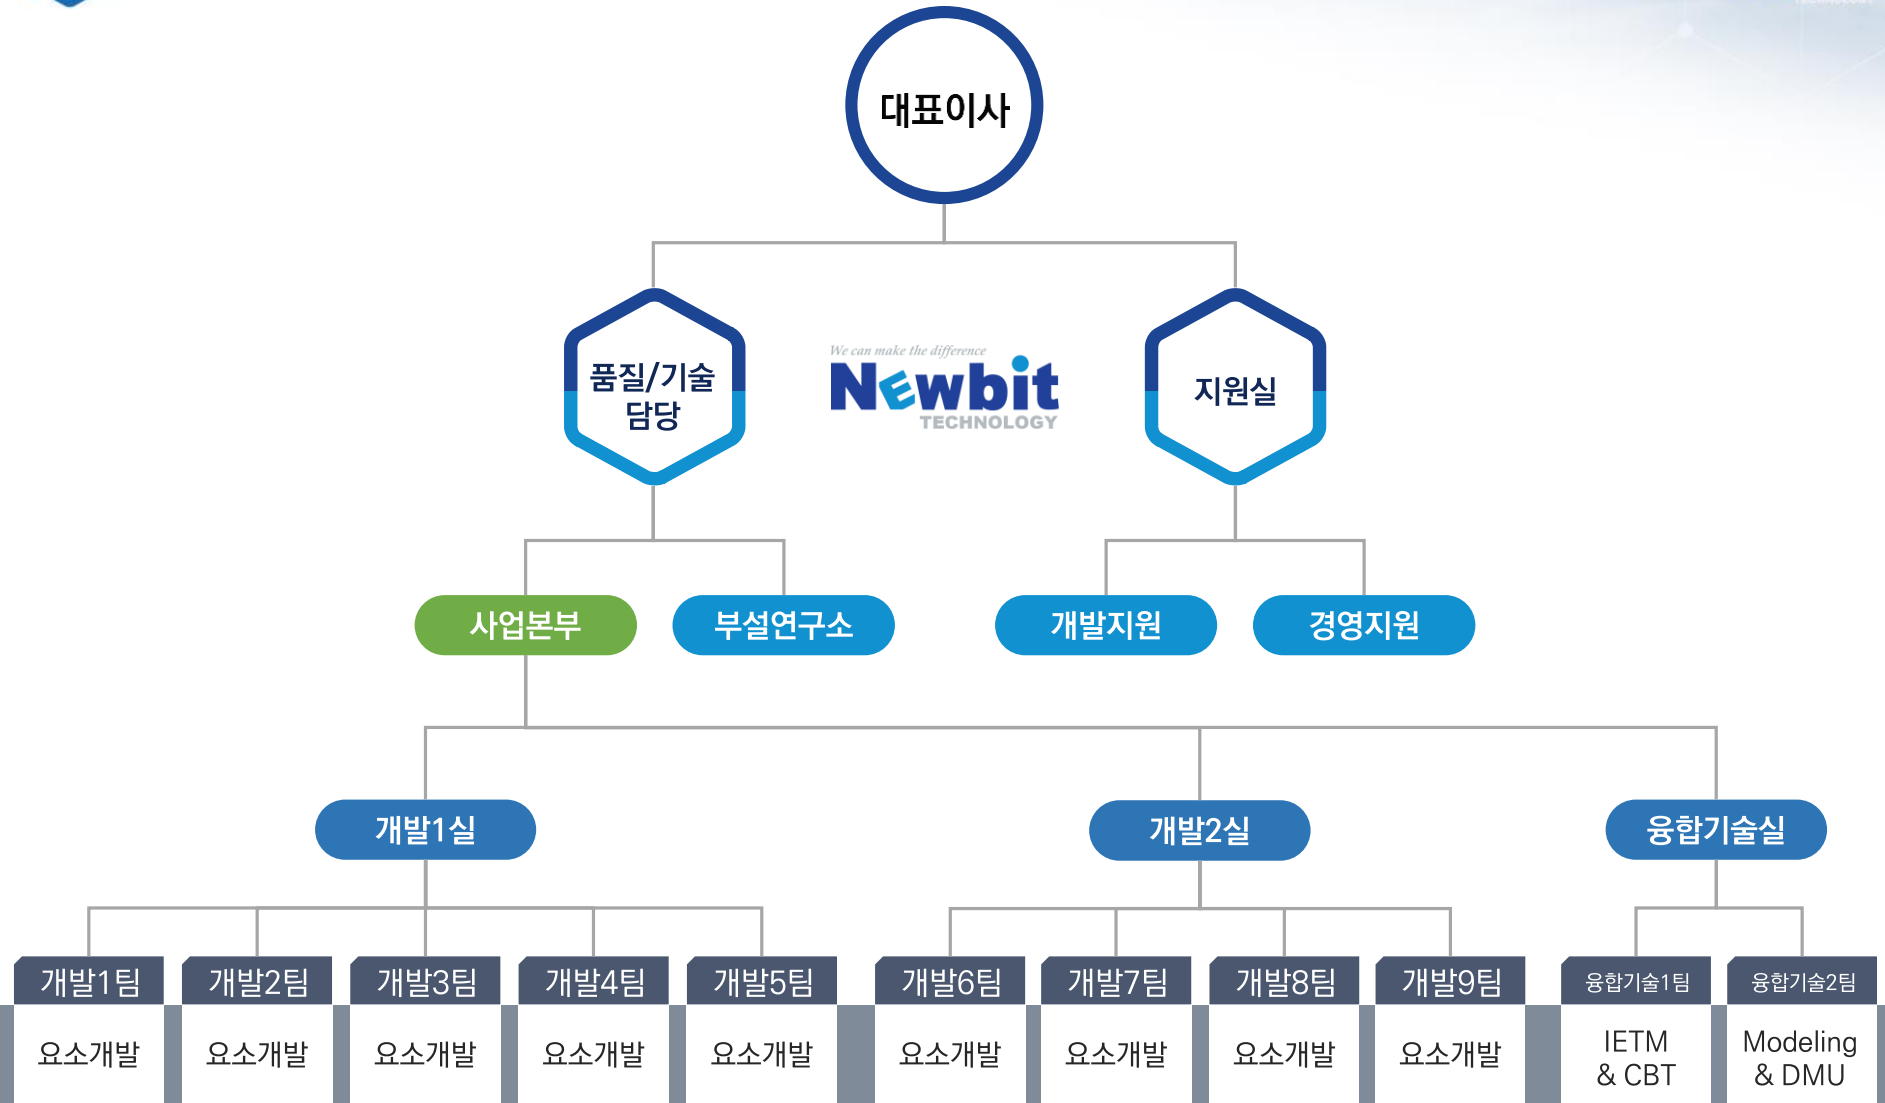 대표이사
품질/기술
담당
We can make the difference
Newbit
TECHNOLOGY
지원실
사업본부
부설연구소
개발지원
경영지원
개발1실
개발2실
융합기술실
개발1팀
개발2팀
개발3팀
개발4팀
개발5팀
개발6팀
개발7팀
개발8팀
개발9팀
융합기술1팀
융합기술2팀
요소개발
요소개발
요소개발
요소개발
요소개발
요소개발
요소개발
요소개발
요소개발
IETM
& CBT
Modeling
& DMU